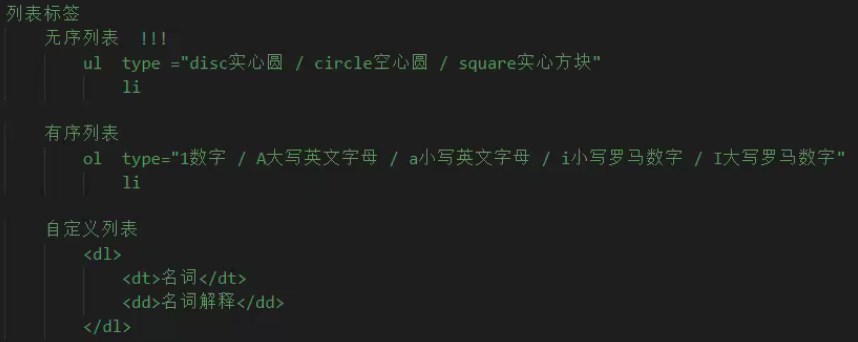 列表标签
无序列表 !!!
ul type ="disc实心圆 / circle空心圆 / square实心方块"
li
有序列表
ol type="1数字 / A大写英文字母 / a小写英文字母 / i小写罗马数字 / I大写罗马数字"
li
自定义列表
<dl>
<dt>名词</dt>
<dd>名词解释</dd>
</dl>